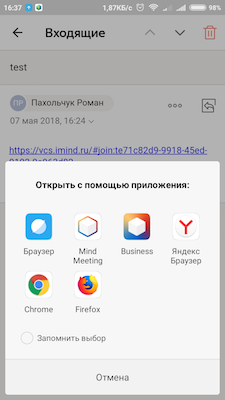 16:37 1,87КБ/с 98%
Входящие
test
ПР Пахольчук Роман
07 мая 2018, 16:24
https://vcs.imind.ru/#join:te71c82d9-9918-45ed-
Открыть с помощью приложения:
Браузер Mind Meeting Business Яндекс Браузер
Chrome Firefox
Запомнить выбор
Отмена